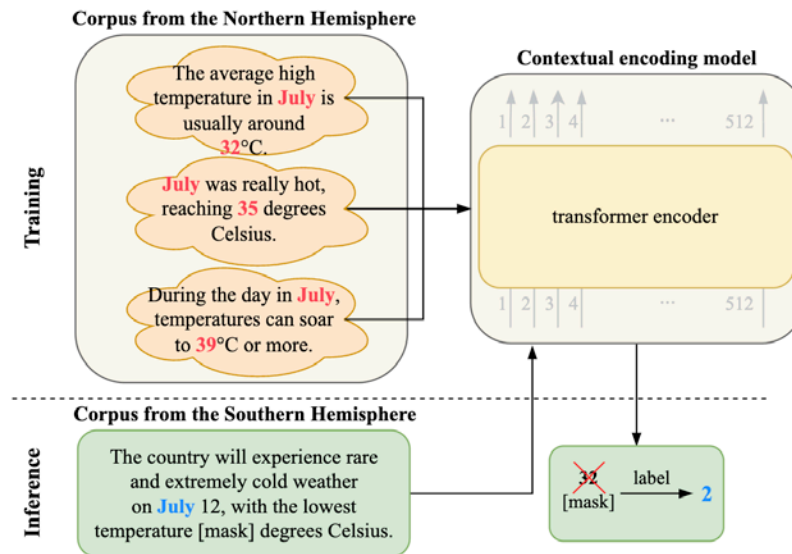 Corpus from the Northern Hemisphere
The average high
temperature in July is
usually around
32°C.
July was really hot,
reaching 35 degrees
Celsius.
During the day in July,
temperatures can soar
to 39°C or more.
Training
Contextual encoding model
1 2 3 4 ... 512
transformer encoder
1 2 3 4 ... 512
Corpus from the Southern Hemisphere
The country will experience rare
and extremely cold weather
on July 12, with the lowest
temperature [mask] degrees Celsius.
Inference
32 label 2
[mask]